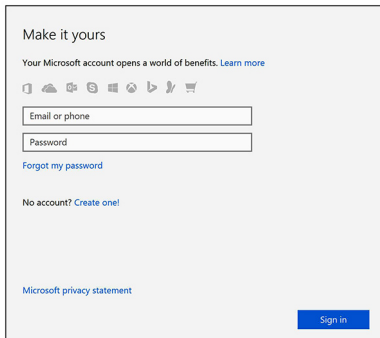 Make it yours
Your Microsoft account opens a world of benefits. Learn more
Email or phone
Password
Forgot my password
No account? Create one!
Microsoft privacy statement
Sign in